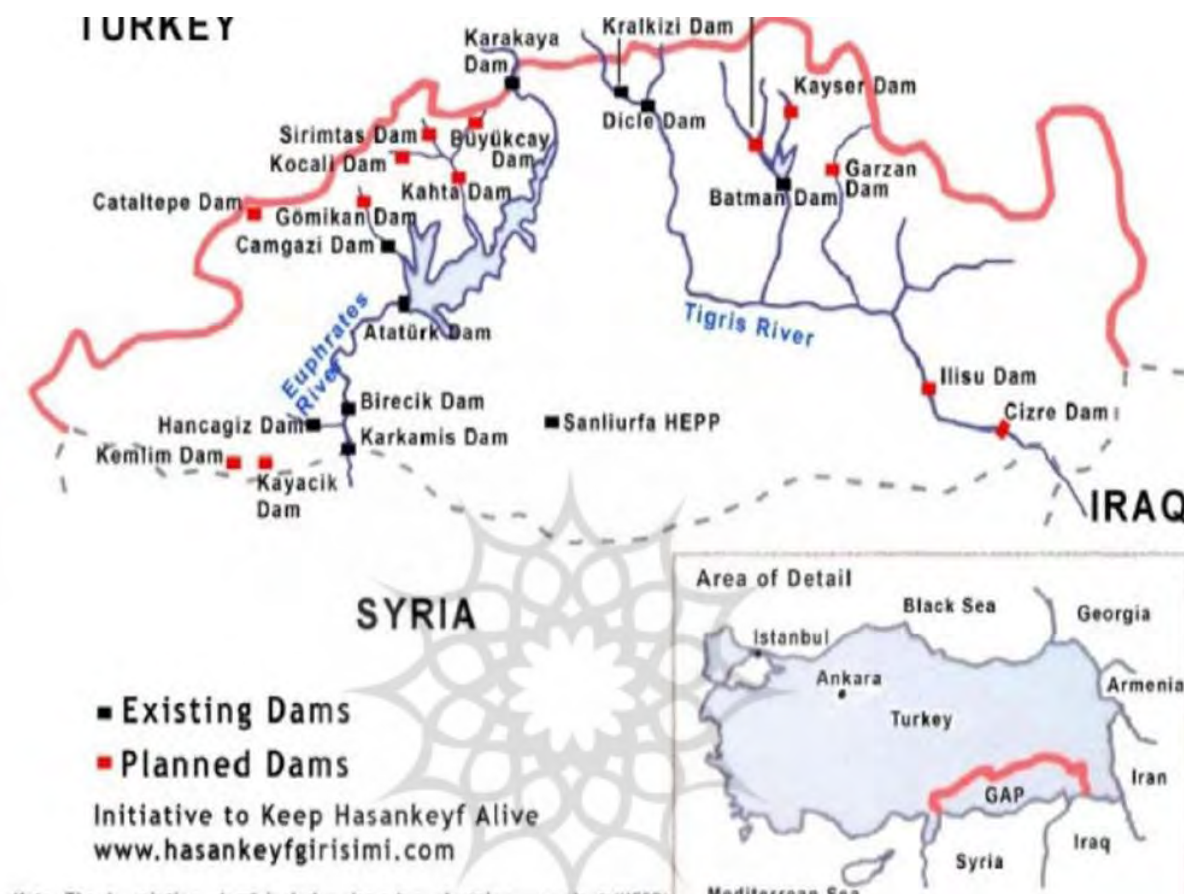 TURKEY
Karakaya
Dam
Kralkizi Dam
Kayser Dam
Dicle Dam
Sirimtas Dam
Büyükcay
Dam
Kocali Dam
Kahta Dam
Garzan
Dam
Batman Dam
Cataltepe Dam
Gömikan Dam
Camgazi Dam
Atatürk Dam
Euphrates
River
Tigris River
Birecik Dam
Ilisu Dam
Hancagiz Dam
Sanliurfa HEPP
Cizre Dam
Karkamis Dam
Kemlim Dam
Kayacik
Dam
IRAQ
SYRIA
Existing Dams
Planned Dams
Initiative to Keep Hasankeyf Alive
www.hasankeyfgirisimi.com
Area of Detail
Black Sea
Georgia
Istanbul
Ankara
Armenia
Turkey
Iran
GAP
Iraq
Syria
Mediterranean Sea